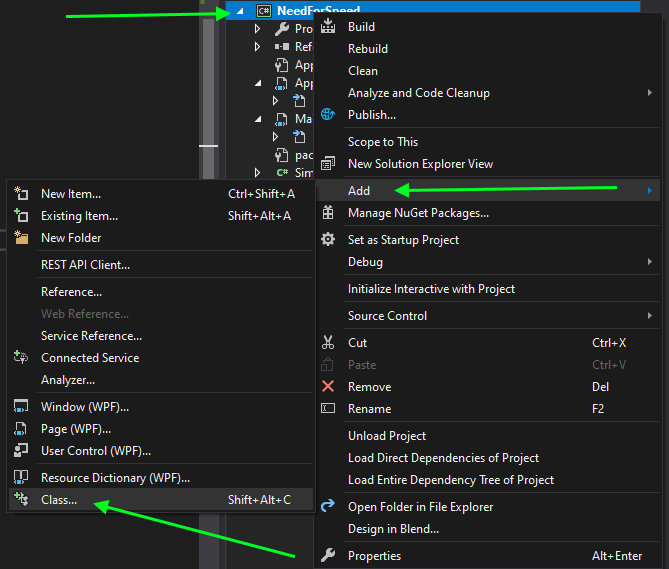 C# NeedForSpeed
Pro
Refe
App
App
Mai
pac
C# Sim
Build
Rebuild
Clean
Analyze and Code Cleanup
Publish...
Scope to This
New Solution Explorer View
Add
Manage NuGet Packages...
Set as Startup Project
Debug
Initialize Interactive with Project
Source Control
Cut Ctrl+X
Paste Ctrl+V
Remove Del
Rename F2
Unload Project
Load Direct Dependencies of Project
Load Entire Dependency Tree of Project
Open Folder in File Explorer
Design in Blend...
Properties Alt+Enter
New Item... Ctrl+Shift+A
Existing Item... Shift+Alt+A
New Folder
REST API Client...
Reference...
Web Reference...
Service Reference...
Connected Service
Analyzer...
Window (WPF)...
Page (WPF)...
User Control (WPF)...
Resource Dictionary (WPF)...
Class... Shift+Alt+C